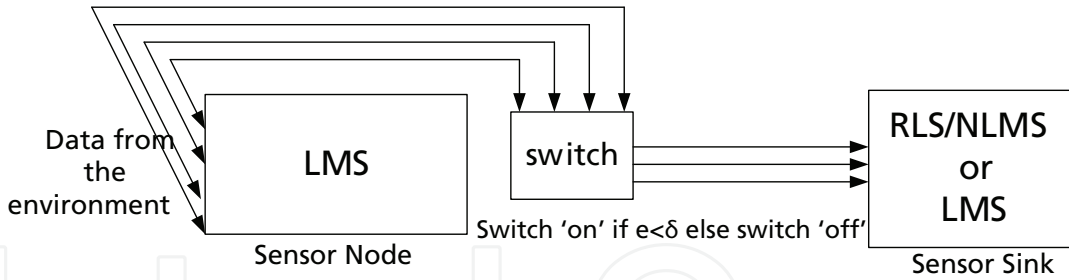 Data from
the
environment
LMS
Sensor Node
switch
Switch 'on' if e<δ else switch 'off'
RLS/NLMS
or
LMS
Sensor Sink